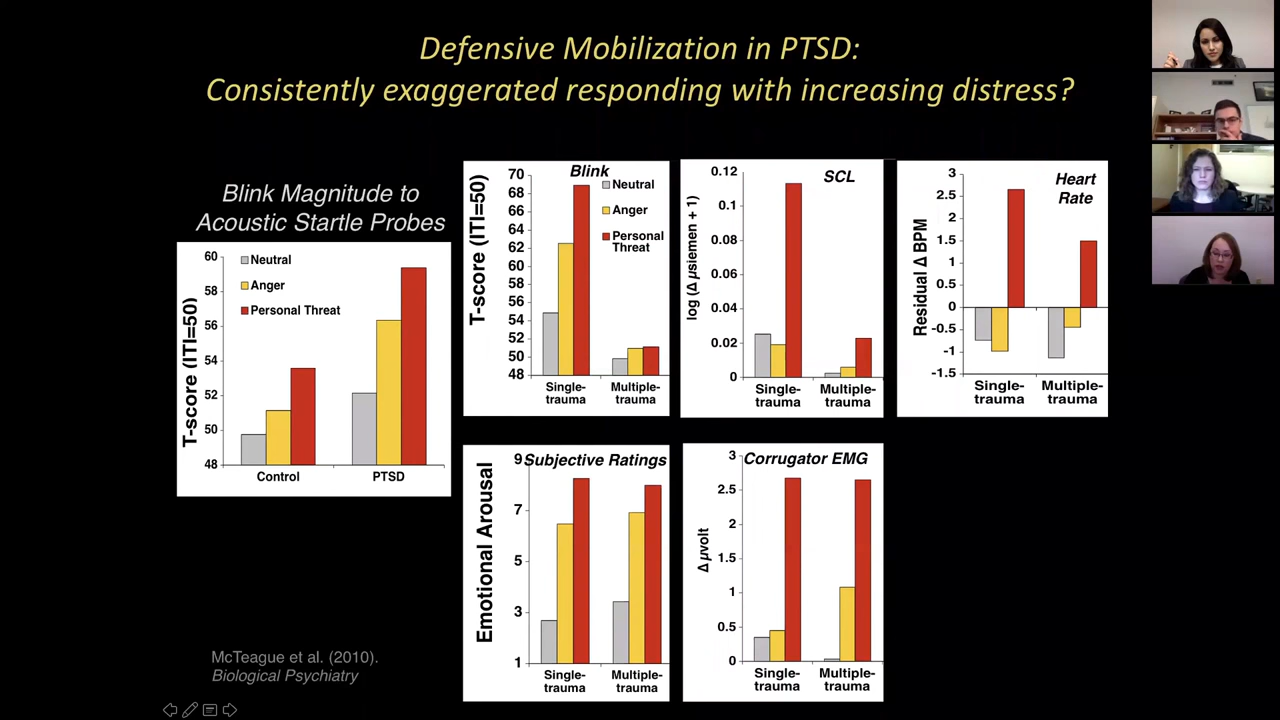 Defensive Mobilization in PTSD:
Consistently exaggerated responding with increasing distress?
Blink Magnitude to
Acoustic Startle Probes
T-score (ITI=50)
60
58
56
54
52
50
48
Neutral
Anger
Personal Threat
Control
PTSD
Blink
T-score (ITI=50)
70
68
66
64
62
60
58
56
54
52
50
48
Neutral
Anger
Personal
Threat
Single-
trauma
Multiple-
trauma
SCL
log (Δ µsiemen + 1)
0.12
0.1
0.08
0.06
0.04
0.02
0
Single-
trauma
Multiple-
trauma
Heart
Rate
Residual Δ BPM
3
2.5
2
1.5
1
0.5
0
-0.5
-1
-1.5
Single-
trauma
Multiple-
trauma
Subjective Ratings
Emotional Arousal
9
7
5
3
1
Single-
trauma
Multiple-
trauma
Corrugator EMG
Δ µvolt
3
2.5
2
1.5
1
0.5
0
Single-
trauma
Multiple-
trauma
McTeague et al. (2010).
Biological Psychiatry